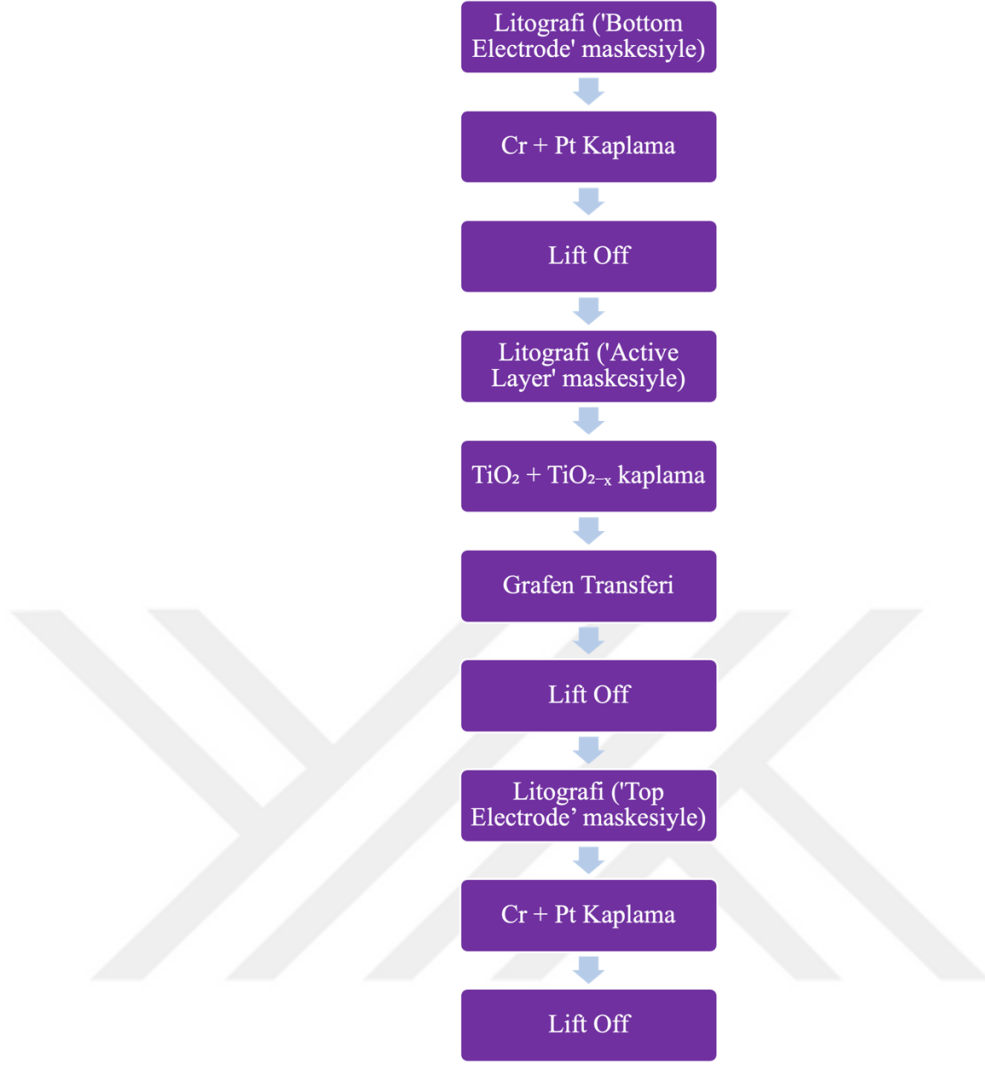 Litografi ('Bottom
Electrode' maskesiyle)
Cr + Pt Kaplama
Lift Off
Litografi ('Active
Layer' maskesiyle)
TiO₂ + TiO₂₋ₓ kaplama
Grafen Transferi
Lift Off
Litografi ('Top
Electrode’ maskesiyle)
Cr + Pt Kaplama
Lift Off